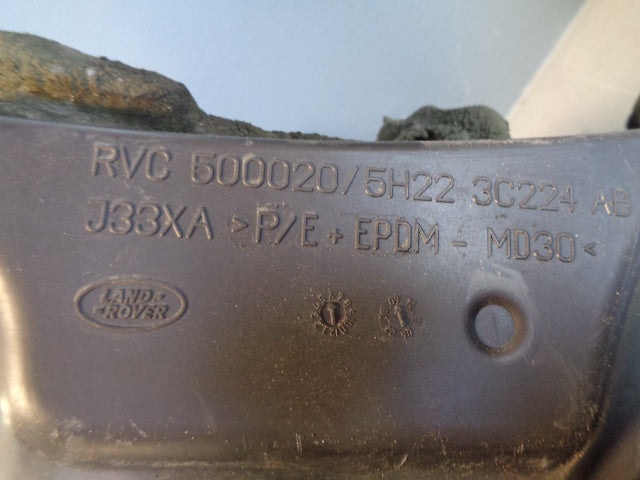 RVC 500020/5H22 3C224 AB
J33XA >P/E + EPDM - MD30<
LAND
ROVER